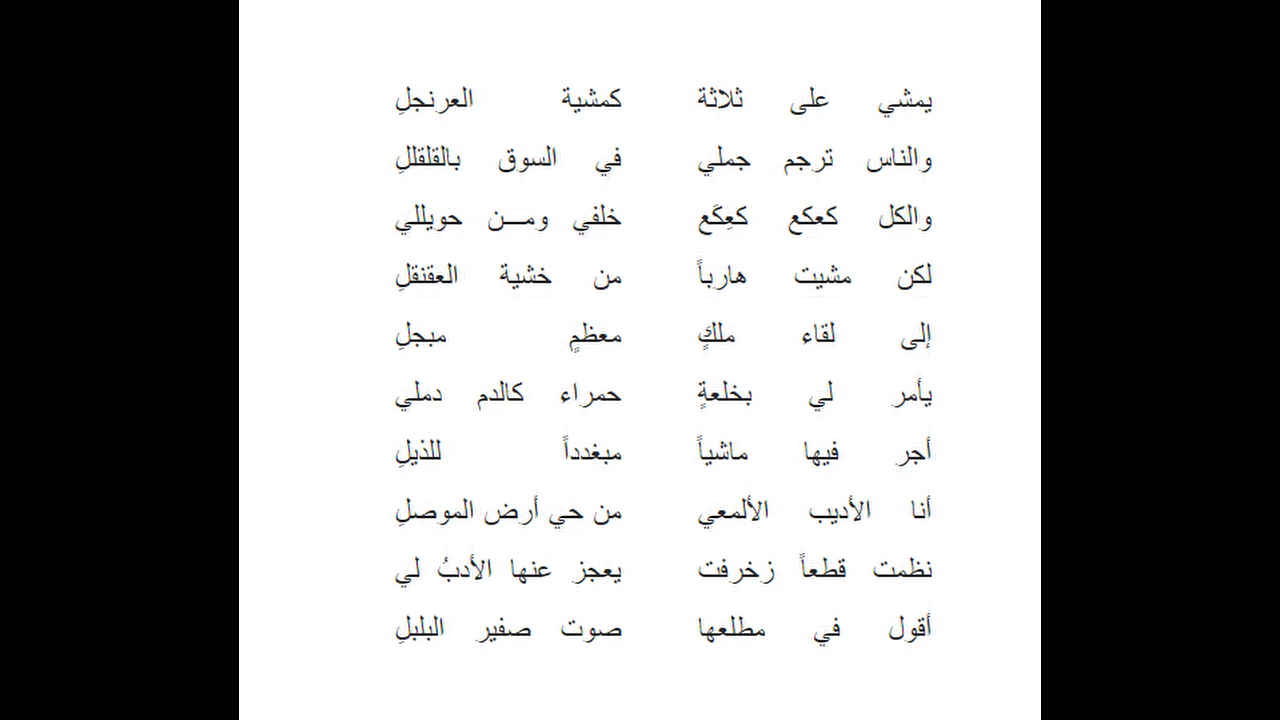 يمشي على ثلاثة كمشية العرنجلِ
والناس ترجم جملي في السوق بالقلقللِ
والكل كعكع كعِكَع خلفي ومـــن حويللي
لكن مشيت هارباً من خشية العقنقلِ
إلى لقاء ملكٍ معظمٍ مبجلِ
يأمر لي بخلعةٍ حمراء كالدم دملي
أجر فيها ماشياً مبغدداً للذيلِ
أنا الأديب الألمعي من حي أرض الموصلِ
نظمت قطعاً زخرفت يعجز عنها الأدبُ لي
أقول في مطلعها صوت صفير البلبلِ